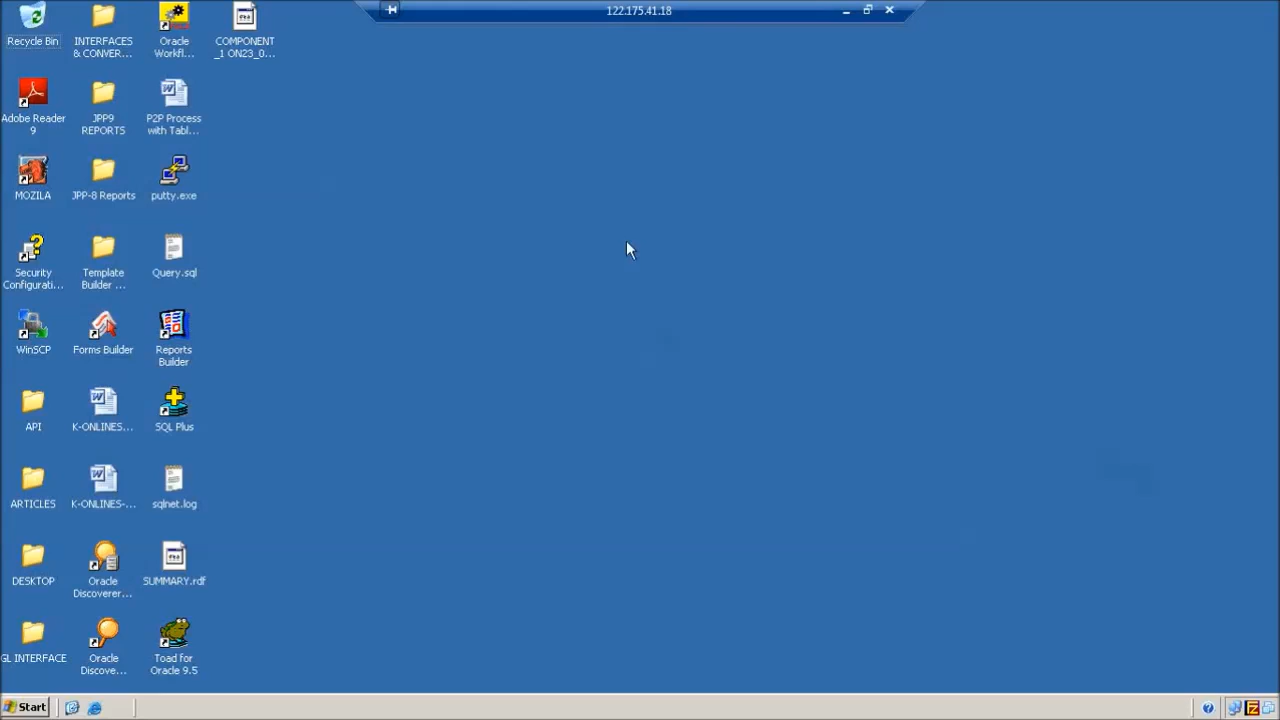 122.175.41.18
Recycle Bin
INTERFACES
& CONVER...
Oracle
Workfl...
COMPONENT
_1 ON23_0...
Adobe Reader
9
JPP9
REPORTS
P2P Process
with Tabl...
MOZILA
JPP-8 Reports
putty.exe
Security
Configurati...
Template
Builder ...
Query.sql
WinSCP
Forms Builder
Reports
Builder
API
K-ONLINES...
SQL Plus
ARTICLES
K-ONLINES-...
sqlnet.log
DESKTOP
Oracle
Discoverer...
SUMMARY.rdf
GL INTERFACE
Oracle
Discove...
Toad for
Oracle 9.5
Start